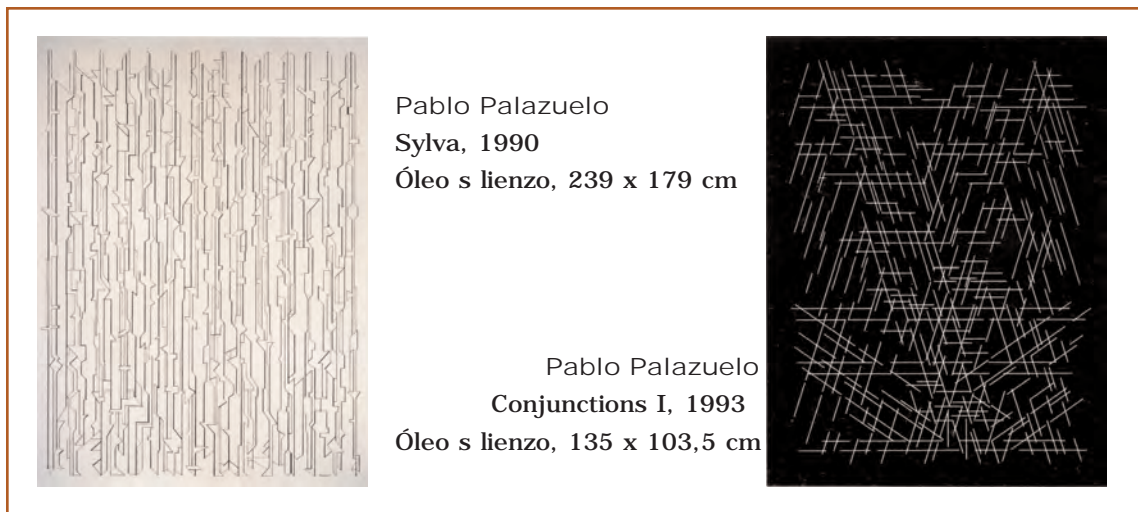 Pablo Palazuelo
Sylva, 1990
Óleo s lienzo, 239 x 179 cm
Pablo Palazuelo
Conjunctions I, 1993
Óleo s lienzo, 135 x 103,5 cm